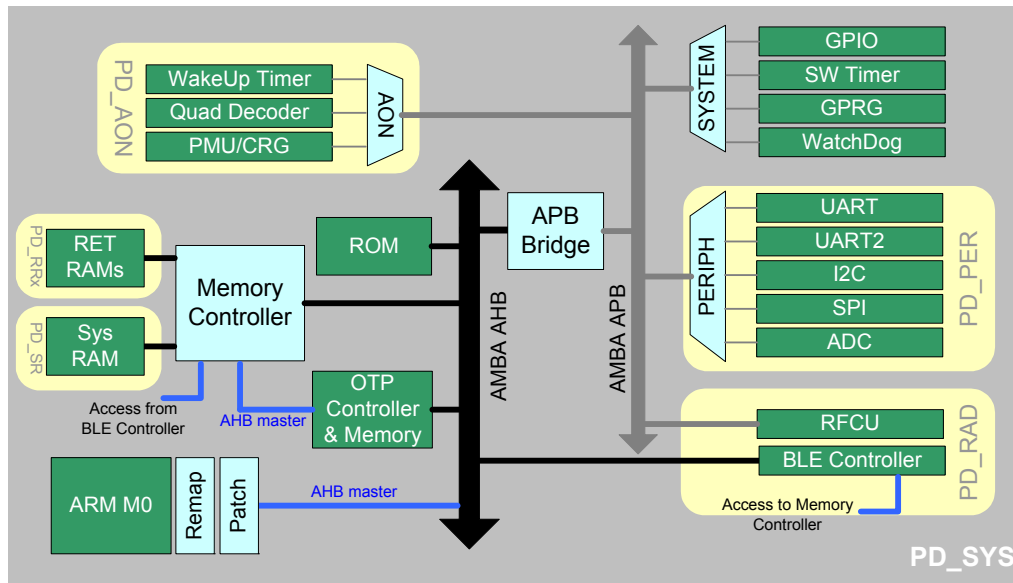 PD_AON
WakeUp Timer
Quad Decoder
PMU/CRG
AON
SYSTEM
GPIO
SW Timer
GPRG
WatchDog
PD_RRx
RET
RAMs
PD_SR
Sys
RAM
Memory
Controller
ROM
APB
Bridge
AMBA AHB
AMBA APB
PERIPH
UART
UART2
I2C
SPI
ADC
PD_PER
Access from
BLE Controller
AHB master
OTP
Controller
& Memory
RFCU
BLE Controller
PD_RAD
Access to Memory
Controller
ARM M0
Remap
Patch
AHB master
PD_SYS